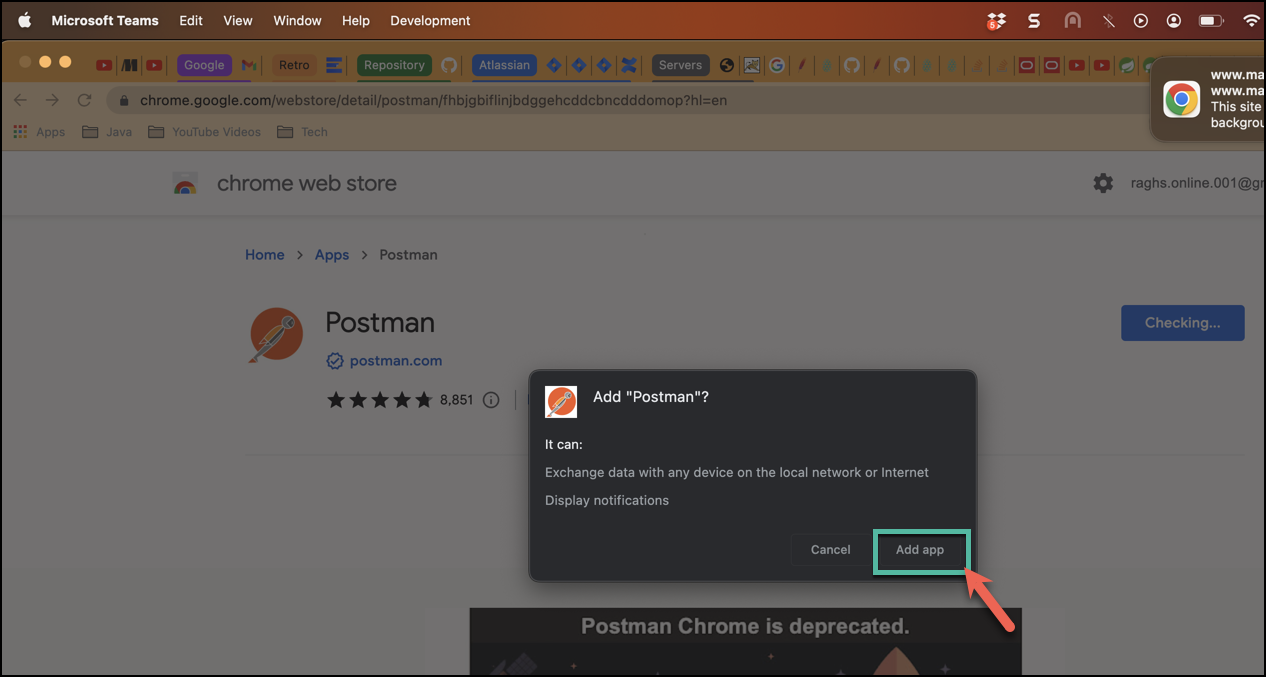 Microsoft Teams Edit View Window Help Development
5
Google Retro Repository Atlassian Servers
chrome.google.com/webstore/detail/postman/fhbjgbiflinjbdggehcddcbncdddomop?hl=en
www.ma
www.ma
This site
backgrou
Apps Java YouTube Videos Tech
chrome web store
raghs.online.001@gr
Home > Apps > Postman
Postman
Checking...
postman.com
8,851
Add "Postman"?
It can:
Exchange data with any device on the local network or Internet
Display notifications
Cancel Add app
Postman Chrome is deprecated.